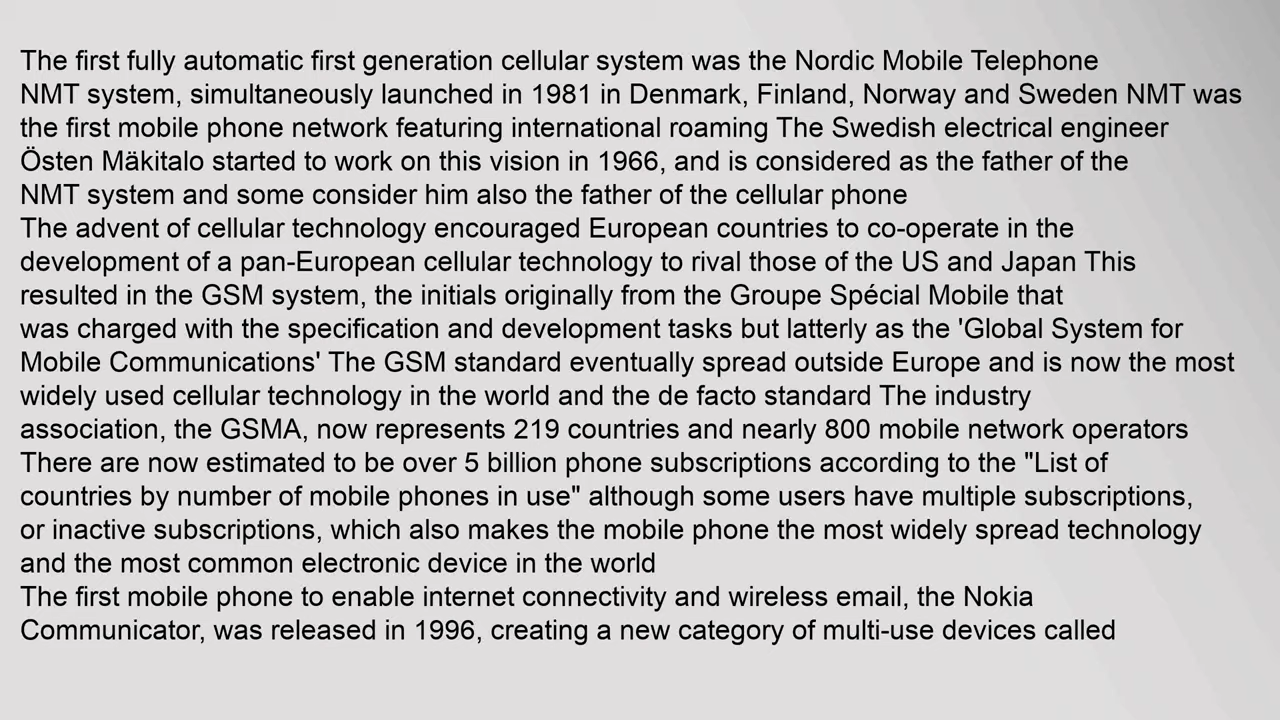 The first fully automatic first generation cellular system was the Nordic Mobile Telephone
NMT system, simultaneously launched in 1981 in Denmark, Finland, Norway and Sweden NMT was
the first mobile phone network featuring international roaming The Swedish electrical engineer
Östen Mäkitalo started to work on this vision in 1966, and is considered as the father of the
NMT system and some consider him also the father of the cellular phone
The advent of cellular technology encouraged European countries to co-operate in the
development of a pan-European cellular technology to rival those of the US and Japan This
resulted in the GSM system, the initials originally from the Groupe Spécial Mobile that
was charged with the specification and development tasks but latterly as the 'Global System for
Mobile Communications' The GSM standard eventually spread outside Europe and is now the most
widely used cellular technology in the world and the de facto standard The industry
association, the GSMA, now represents 219 countries and nearly 800 mobile network operators
There are now estimated to be over 5 billion phone subscriptions according to the "List of
countries by number of mobile phones in use" although some users have multiple subscriptions,
or inactive subscriptions, which also makes the mobile phone the most widely spread technology
and the most common electronic device in the world
The first mobile phone to enable internet connectivity and wireless email, the Nokia
Communicator, was released in 1996, creating a new category of multi-use devices called